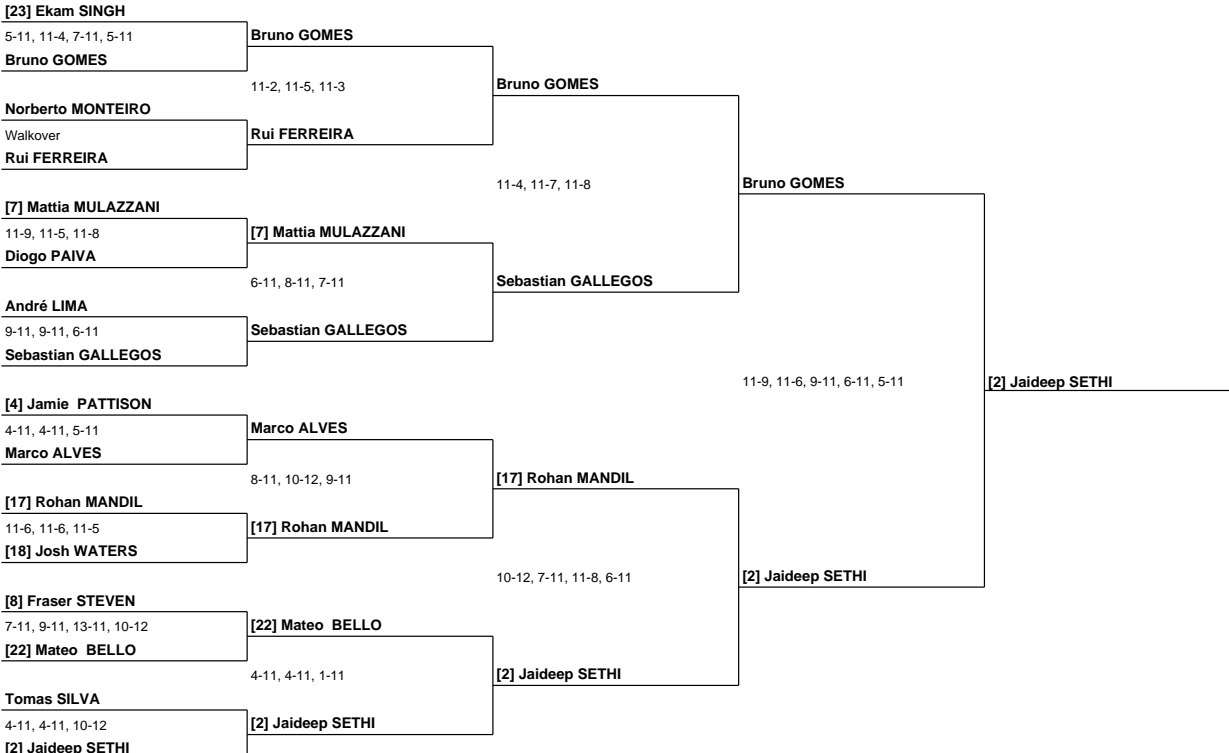 [23] Ekam SINGH
5-11, 11-4, 7-11, 5-11
Bruno GOMES
Bruno GOMES
11-2, 11-5, 11-3
Bruno GOMES
Norberto MONTEIRO
Walkover
Rui FERREIRA
Rui FERREIRA
11-4, 11-7, 11-8
Bruno GOMES
[7] Mattia MULAZZANI
11-9, 11-5, 11-8
[7] Mattia MULAZZANI
Diogo PAIVA
6-11, 8-11, 7-11
Sebastian GALLEGOS
André LIMA
9-11, 9-11, 6-11
Sebastian GALLEGOS
Sebastian GALLEGOS
11-9, 11-6, 9-11, 6-11, 5-11
[2] Jaideep SETHI
[4] Jamie PATTISON
4-11, 4-11, 5-11
Marco ALVES
Marco ALVES
8-11, 10-12, 9-11
[17] Rohan MANDIL
[17] Rohan MANDIL
11-6, 11-6, 11-5
[17] Rohan MANDIL
[18] Josh WATERS
10-12, 7-11, 11-8, 6-11
[2] Jaideep SETHI
[8] Fraser STEVEN
7-11, 9-11, 13-11, 10-12
[22] Mateo BELLO
[22] Mateo BELLO
4-11, 4-11, 1-11
[2] Jaideep SETHI
Tomas SILVA
4-11, 4-11, 10-12
[2] Jaideep SETHI
[2] Jaideep SETHI